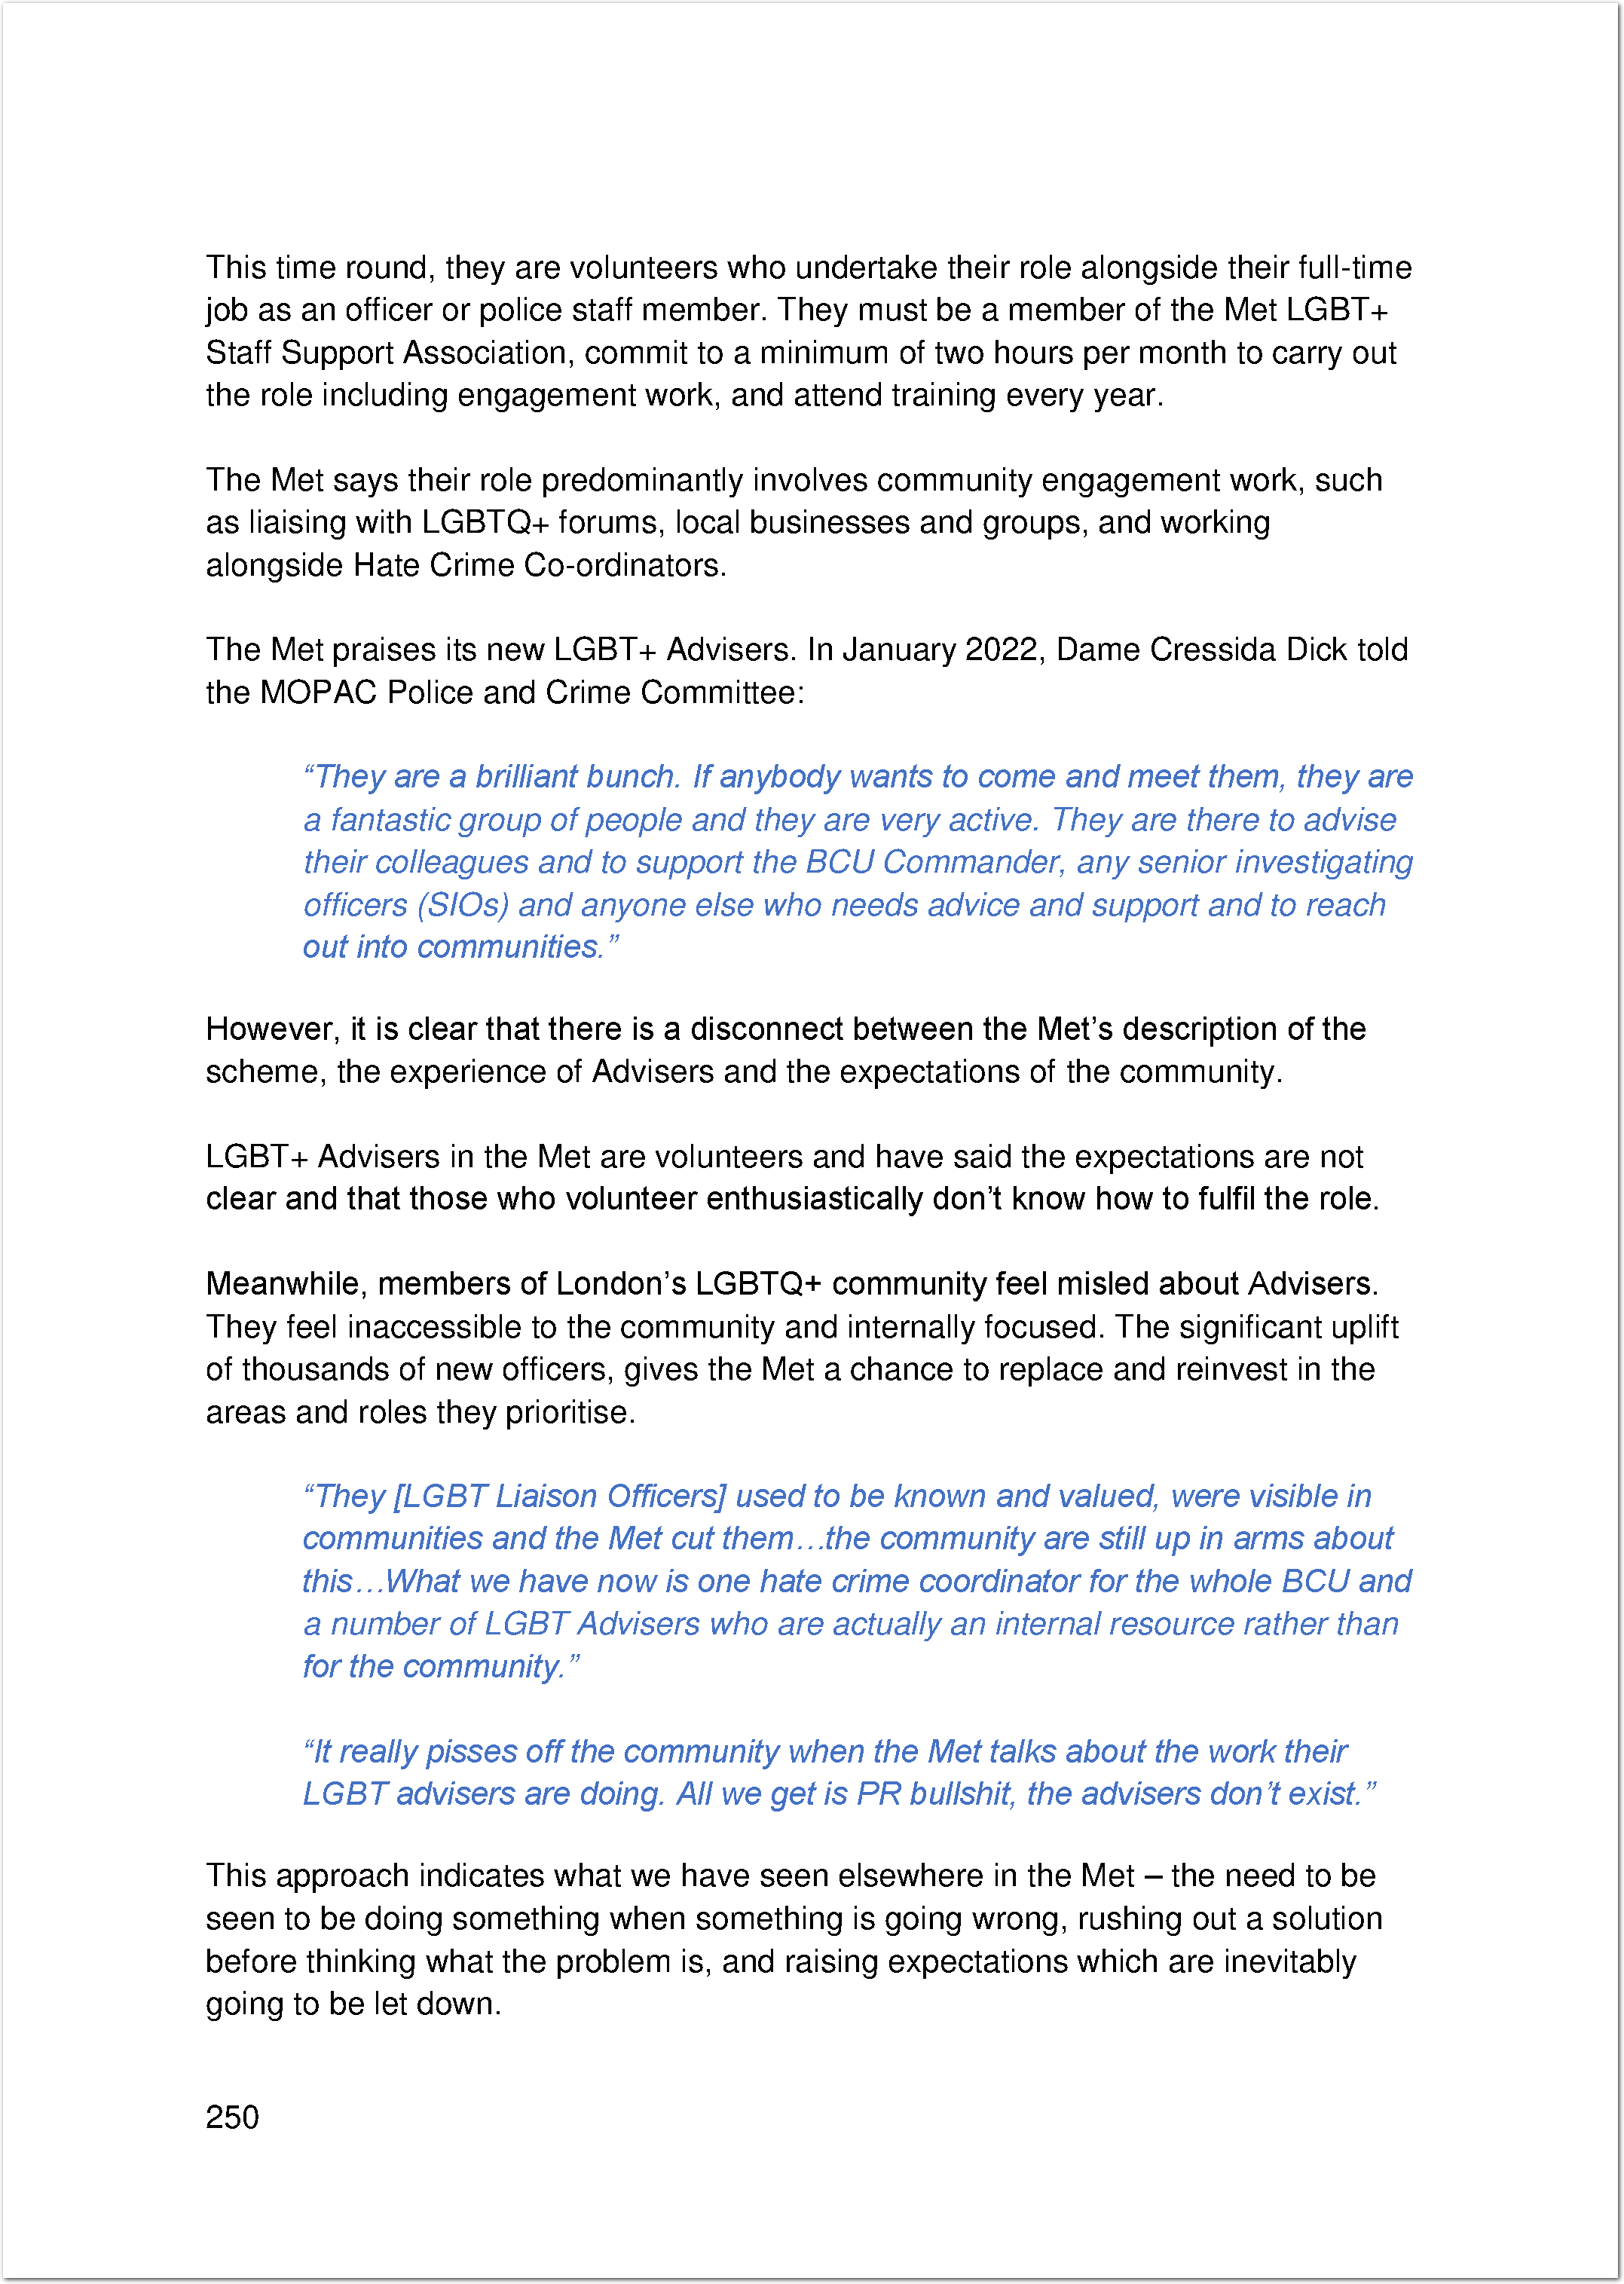 This time round, they are volunteers who undertake their role alongside their full-time
job as an officer or police staff member. They must be a member of the Met LGBT+
Staff Support Association, commit to a minimum of two hours per month to carry out
the role including engagement work, and attend training every year.
The Met says their role predominantly involves community engagement work, such
as liaising with LGBTQ+ forums, local businesses and groups, and working
alongside Hate Crime Co-ordinators.
The Met praises its new LGBT+ Advisers. In January 2022, Dame Cressida Dick told
the MOPAC Police and Crime Committee:
“They are a brilliant bunch. If anybody wants to come and meet them, they are
a fantastic group of people and they are very active. They are there to advise
their colleagues and to support the BCU Commander, any senior investigating
officers (SIOs) and anyone else who needs advice and support and to reach
out into communities.”
However, it is clear that there is a disconnect between the Met’s description of the
scheme, the experience of Advisers and the expectations of the community.
LGBT+ Advisers in the Met are volunteers and have said the expectations are not
clear and that those who volunteer enthusiastically don’t know how to fulfil the role.
Meanwhile, members of London’s LGBTQ+ community feel misled about Advisers.
They feel inaccessible to the community and internally focused. The significant uplift
of thousands of new officers, gives the Met a chance to replace and reinvest in the
areas and roles they prioritise.
“They [LGBT Liaison Officers] used to be known and valued, were visible in
communities and the Met cut them…the community are still up in arms about
this…What we have now is one hate crime coordinator for the whole BCU and
a number of LGBT Advisers who are actually an internal resource rather than
for the community.”
“It really pisses off the community when the Met talks about the work their
LGBT advisers are doing. All we get is PR bullshit, the advisers don’t exist.”
This approach indicates what we have seen elsewhere in the Met – the need to be
seen to be doing something when something is going wrong, rushing out a solution
before thinking what the problem is, and raising expectations which are inevitably
going to be let down.
250